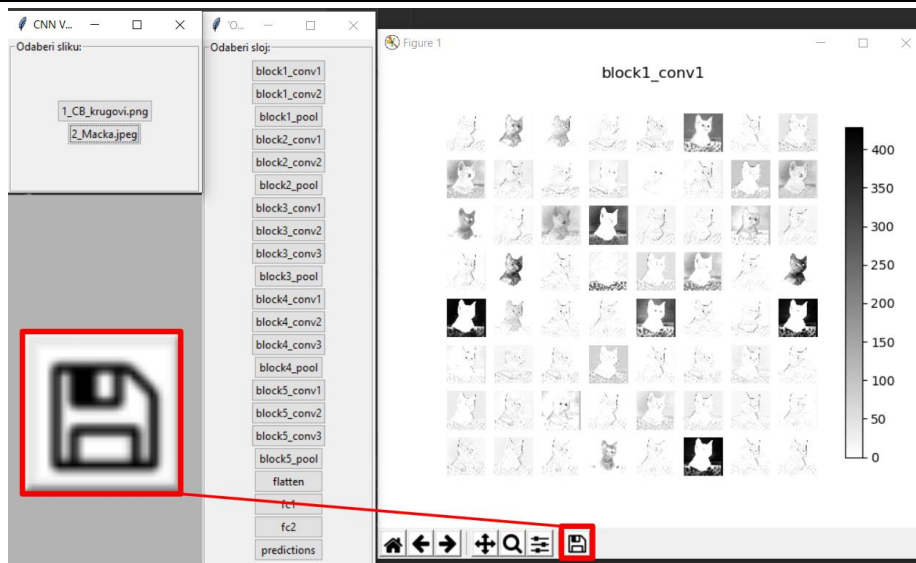 CNN V...
Odaberi sliku:
1_CB_krugovi.png
2_Macka.jpeg
'O...
Odaberi sloj:
block1_conv1
block1_conv2
block1_pool
block2_conv1
block2_conv2
block2_pool
block3_conv1
block3_conv2
block3_conv3
block3_pool
block4_conv1
block4_conv2
block4_conv3
block4_pool
block5_conv1
block5_conv2
block5_conv3
block5_pool
flatten
fc1
fc2
predictions
Figure 1
block1_conv1
400
350
300
250
200
150
100
50
0